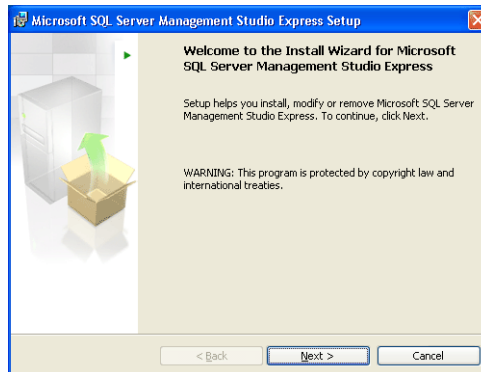 Microsoft SQL Server Management Studio Express Setup
Welcome to the Install Wizard for Microsoft
SQL Server Management Studio Express
Setup helps you install, modify or remove Microsoft SQL Server
Management Studio Express. To continue, click Next.
WARNING: This program is protected by copyright law and
international treaties.
< Back
Next >
Cancel